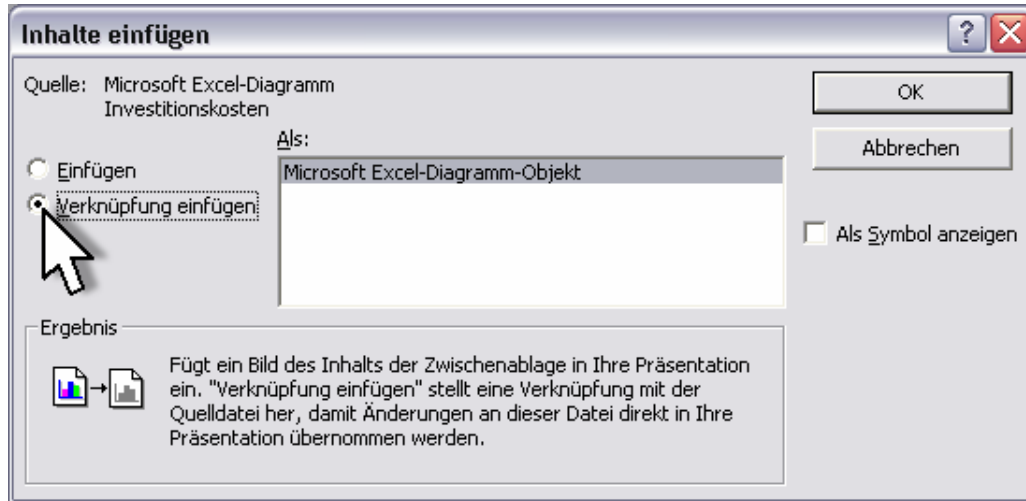 Inhalte einfügen
?
Quelle: Microsoft Excel-Diagramm
Investitionskosten
OK
Abbrechen
Als:
Einfügen
Microsoft Excel-Diagramm-Objekt
Verknüpfung einfügen
Als Symbol anzeigen
Ergebnis
Fügt ein Bild des Inhalts der Zwischenablage in Ihre Präsentation
ein. "Verknüpfung einfügen" stellt eine Verknüpfung mit der
Quelldatei her, damit Änderungen an dieser Datei direkt in Ihre
Präsentation übernommen werden.